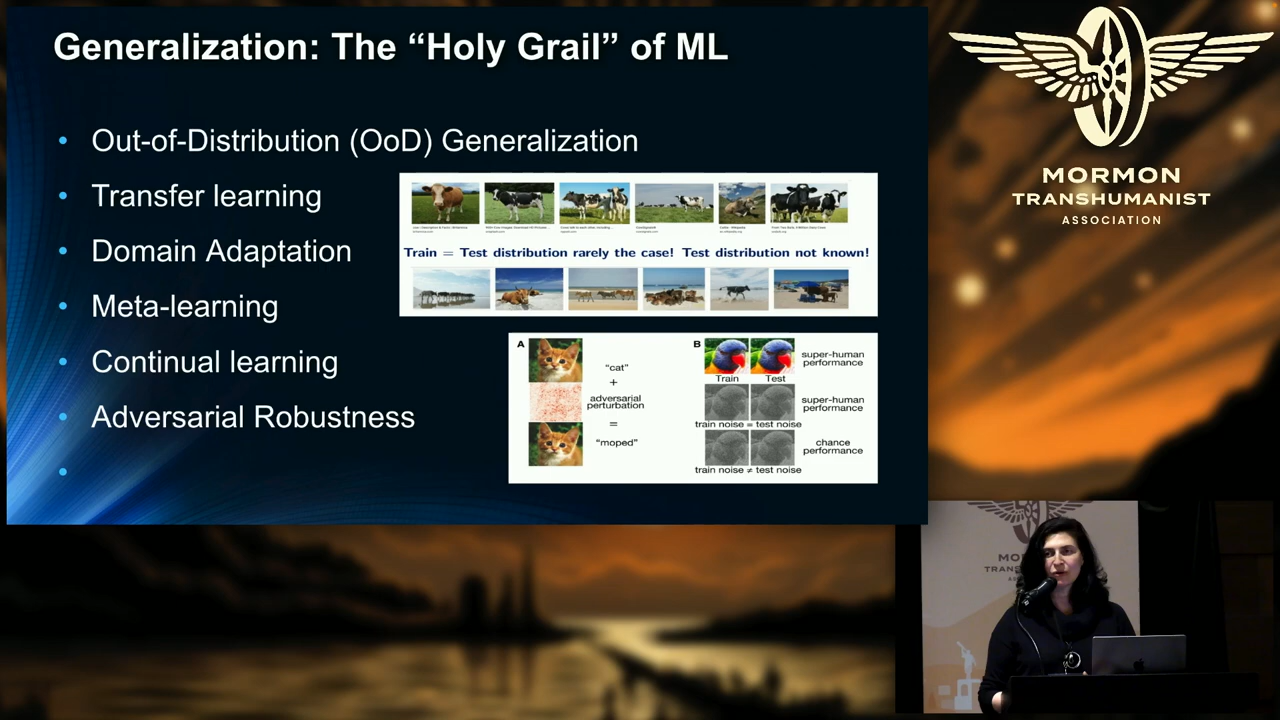 Generalization: The “Holy Grail” of ML
Out-of-Distribution (OoD) Generalization
Transfer learning
Domain Adaptation
Meta-learning
Continual learning
Adversarial Robustness
Train = Test distribution rarely the case! Test distribution not known!
A
“cat”
+
adversarial
perturbation
=
“moped”
B
Train Test
super-human
performance
super-human
performance
train noise = test noise
chance
performance
train noise ≠ test noise
MORMON
TRANSHUMANIST
ASSOCIATION